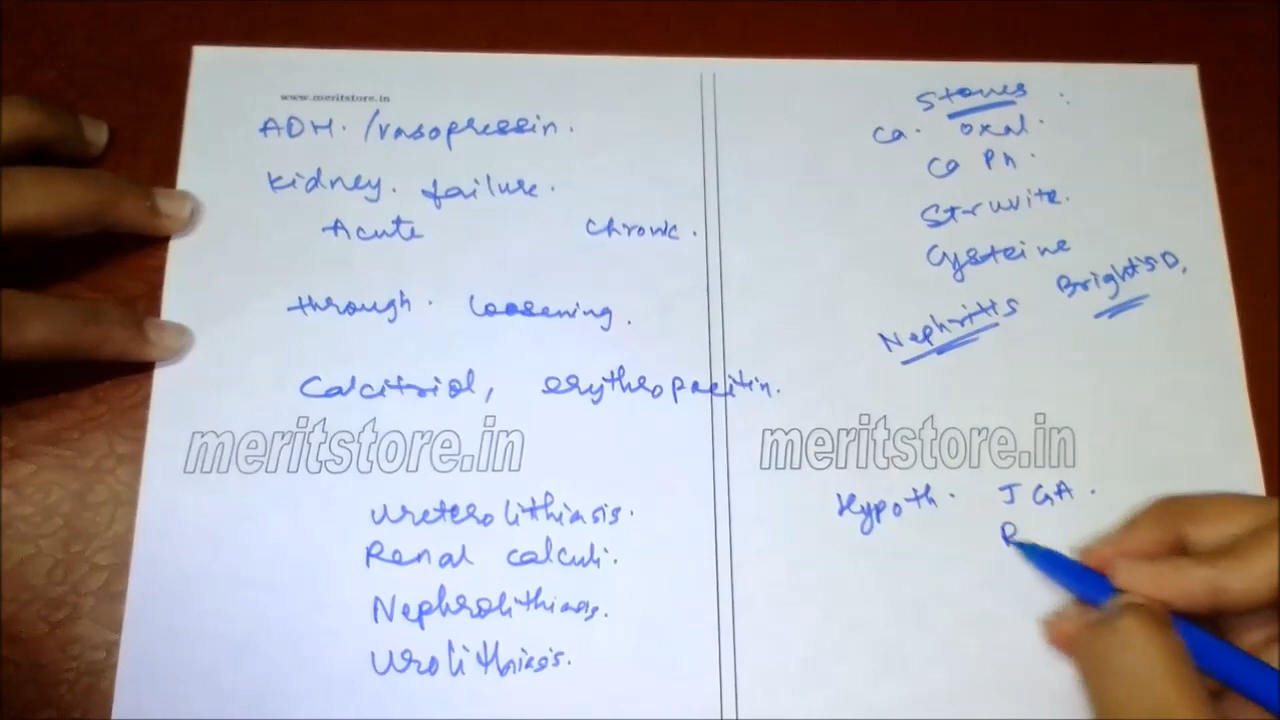 www.meritstore.in
ADH. /vasopressin.
Kidney. failure.
Acute chronic.
through. loosening.
Calcitriol, erythropoeitin.
meritstore.in
Ureterolithiasis.
Renal calculi.
Nephrolithiasis.
Urolithiasis.
Stones
Ca. oxal.
Ca Ph.
Struvite.
Cysteine
Nephritis Bright's D.
meritstore.in
Hypoth. JGA.
R